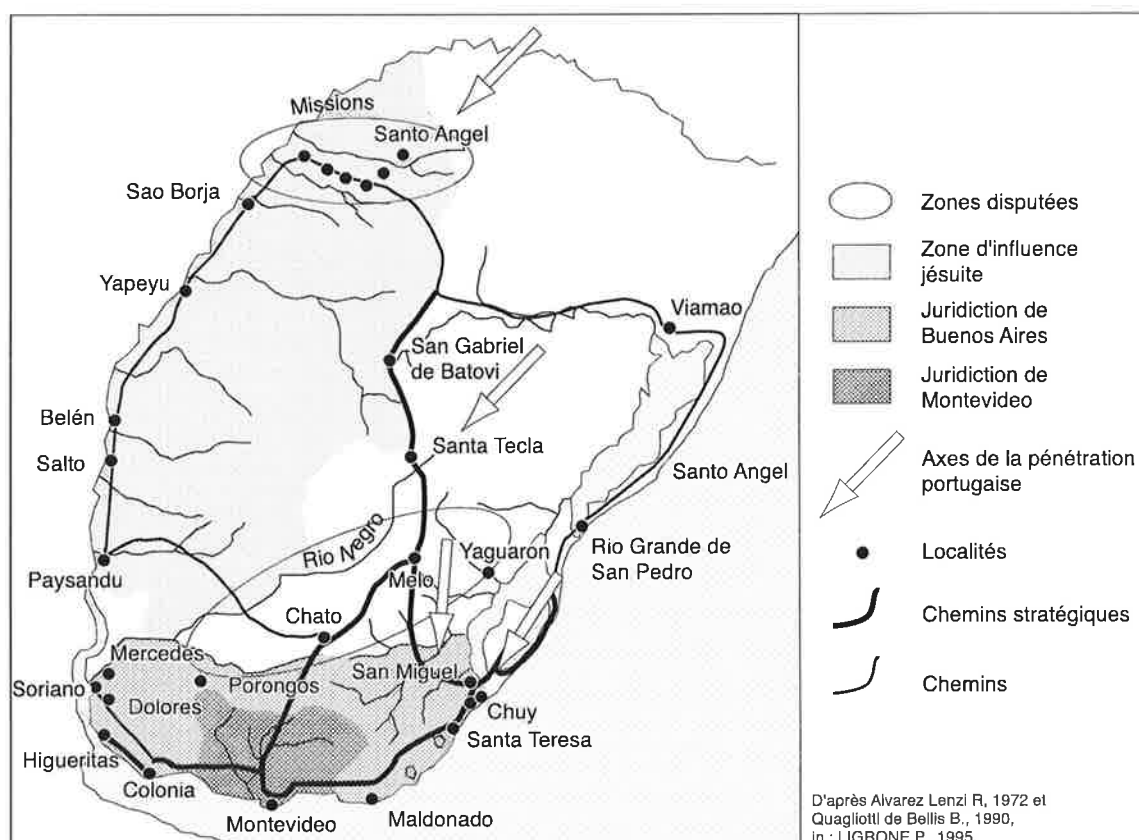 Missions
Santo Angel
Sao Borja
Yapeyu
Viamao
San Gabriel
de Batovi
Belén
Santa Tecla
Salto
Santo Angel
Rio Negro
Rio Grande de
San Pedro
Yaguaron
Paysandu
Melo
Chato
Mercedes
San Miguel
Soriano
Porongos
Dolores
Chuy
Santa Teresa
Higueritas
Colonia
Montevideo
Maldonado
Zones disputées
Zone d'influence
jésuite
Juridiction de
Buenos Aires
Juridiction de
Montevideo
Axes de la pénétration
portugaise
Localités
Chemins stratégiques
Chemins
D'après Alvarez Lenzi R, 1972 et
Quagliotti de Bellis B., 1990,
in : LIGRONE P., 1995